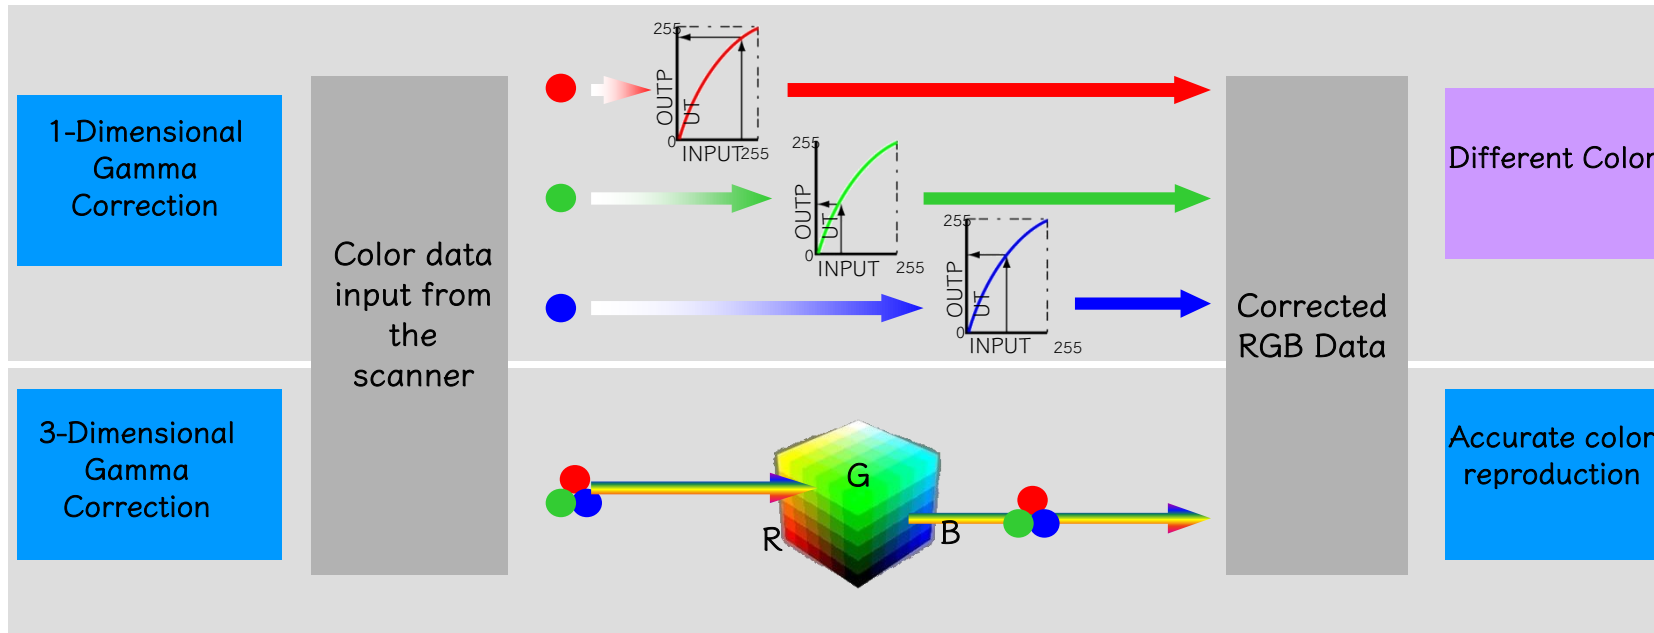 1-Dimensional
Gamma
Correction
Color data
input from
the
scanner
255
OUTP
UT
0
INPUT
255
255
OUTP
UT
0
INPUT
255
255
OUTP
UT
0
INPUT
255
Corrected
RGB Data
Different Color
3-Dimensional
Gamma
Correction
G
R
B
Accurate color
reproduction